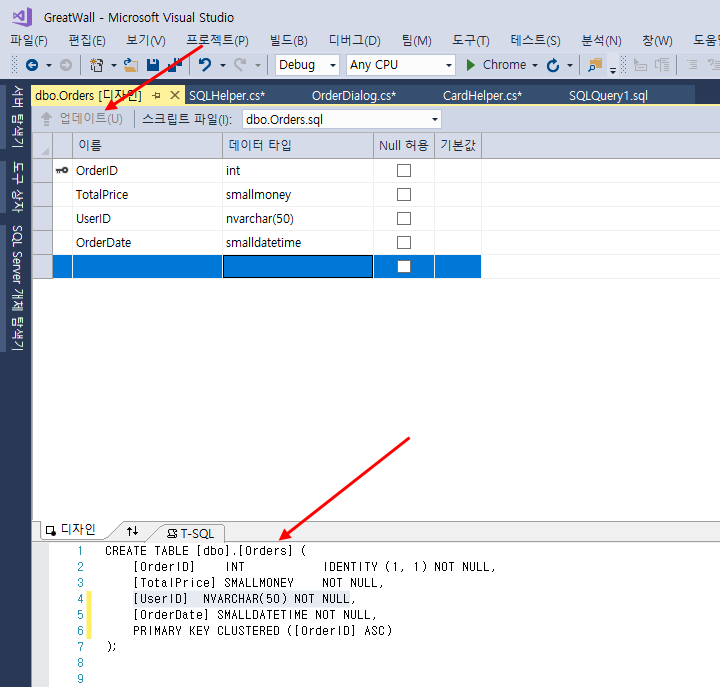 GreatWall - Microsoft Visual Studio
파일(F) 편집(E) 보기(V) 프로젝트(P) 빌드(B) 디버그(D) 팀(M) 도구(T) 테스트(S) 분석(N) 창(W) 도움
Debug Any CPU Chrome
dbo.Orders [디자인] SQLHelper.cs* OrderDialog.cs* CardHelper.cs* SQLQuery1.sql
서버 탐색기
도구 상자
SQL Server 개체 탐색기
업데이트(U) 스크립트 파일(I): dbo.Orders.sql
이름 데이터 타입 Null 허용 기본값
OrderID int
TotalPrice smallmoney
UserID nvarchar(50)
OrderDate smalldatetime
디자인 T-SQL
1 CREATE TABLE [dbo].[Orders] (
2 [OrderID] INT IDENTITY (1, 1) NOT NULL,
3 [TotalPrice] SMALLMONEY NOT NULL,
4 [UserID] NVARCHAR(50) NOT NULL,
5 [OrderDate] SMALLDATETIME NOT NULL,
6 PRIMARY KEY CLUSTERED ([OrderID] ASC)
7 );
8
9